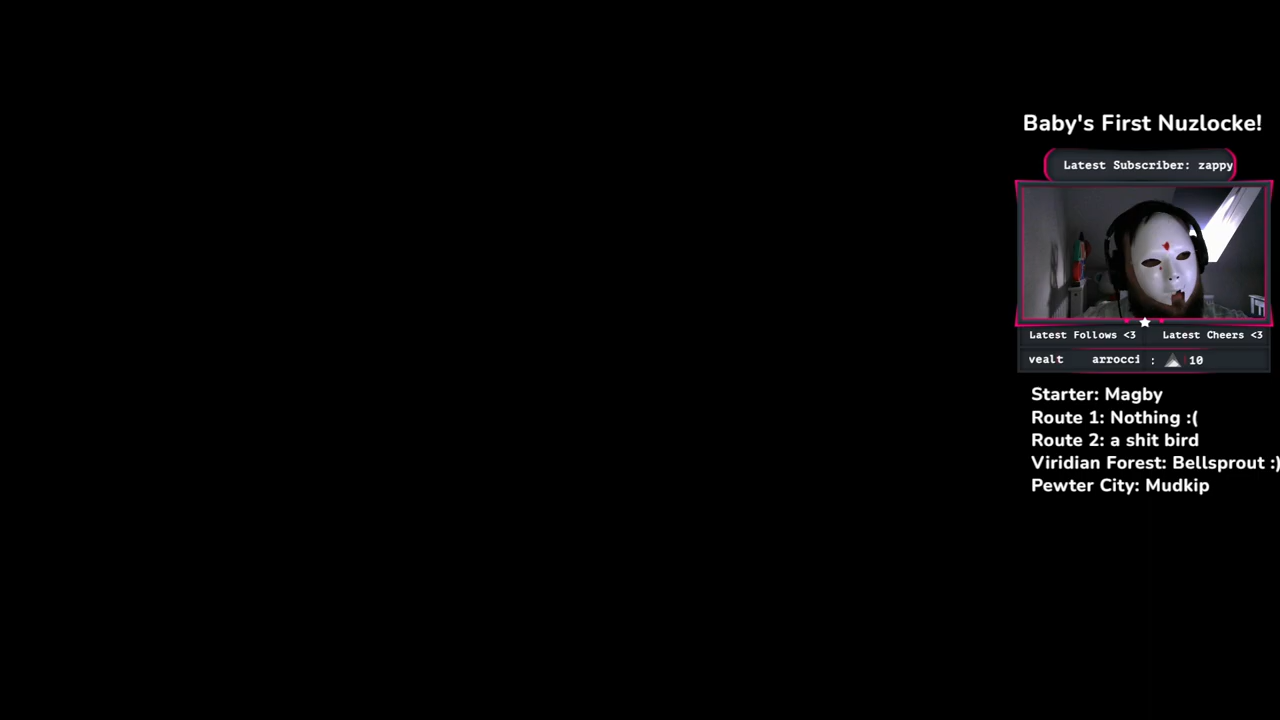 Baby's First Nuzlocke!
Latest Subscriber: zappy
Latest Follows <3 Latest Cheers <3
vealt arrocci : 10
Starter: Magby
Route 1: Nothing :(
Route 2: a shit bird
Viridian Forest: Bellsprout :)
Pewter City: Mudkip